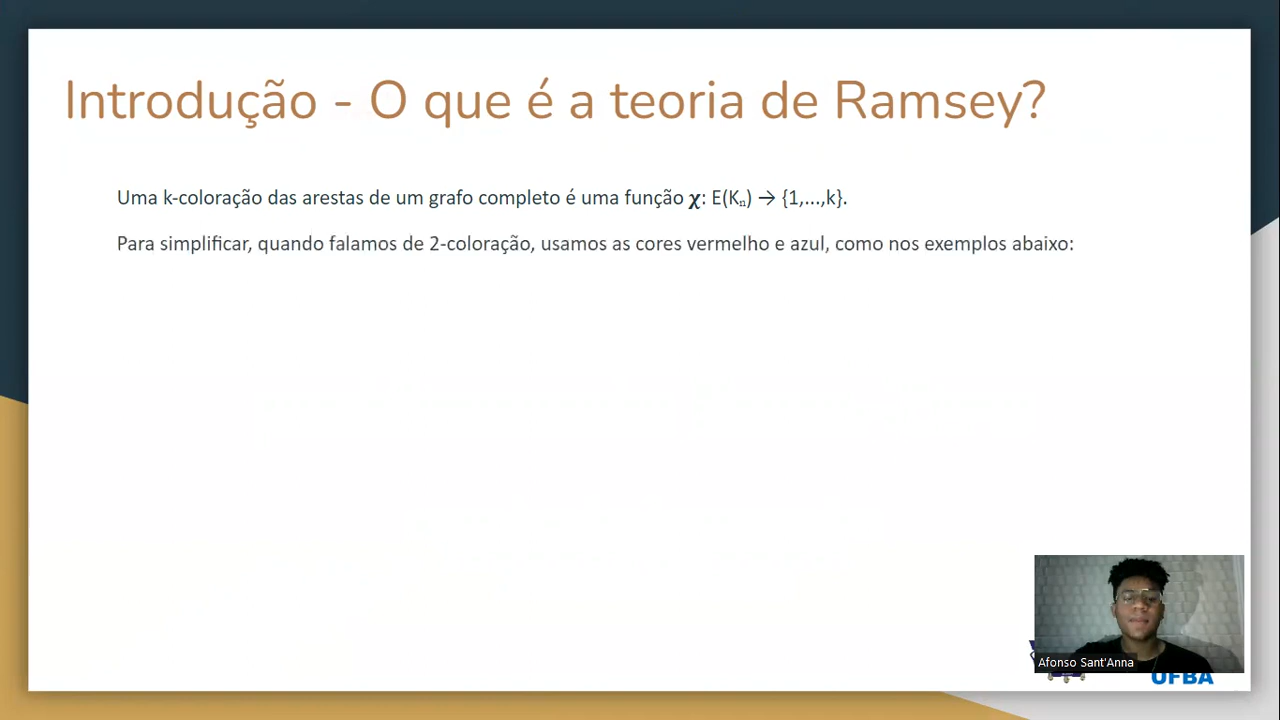 Introdução - O que é a teoria de Ramsey?
Uma k-coloração das arestas de um grafo completo é uma função 𝝌: E(Kₙ) → {1,...,k}.
Para simplificar, quando falamos de 2-coloração, usamos as cores vermelho e azul, como nos exemplos abaixo:
Afonso Sant'Anna
UFBA